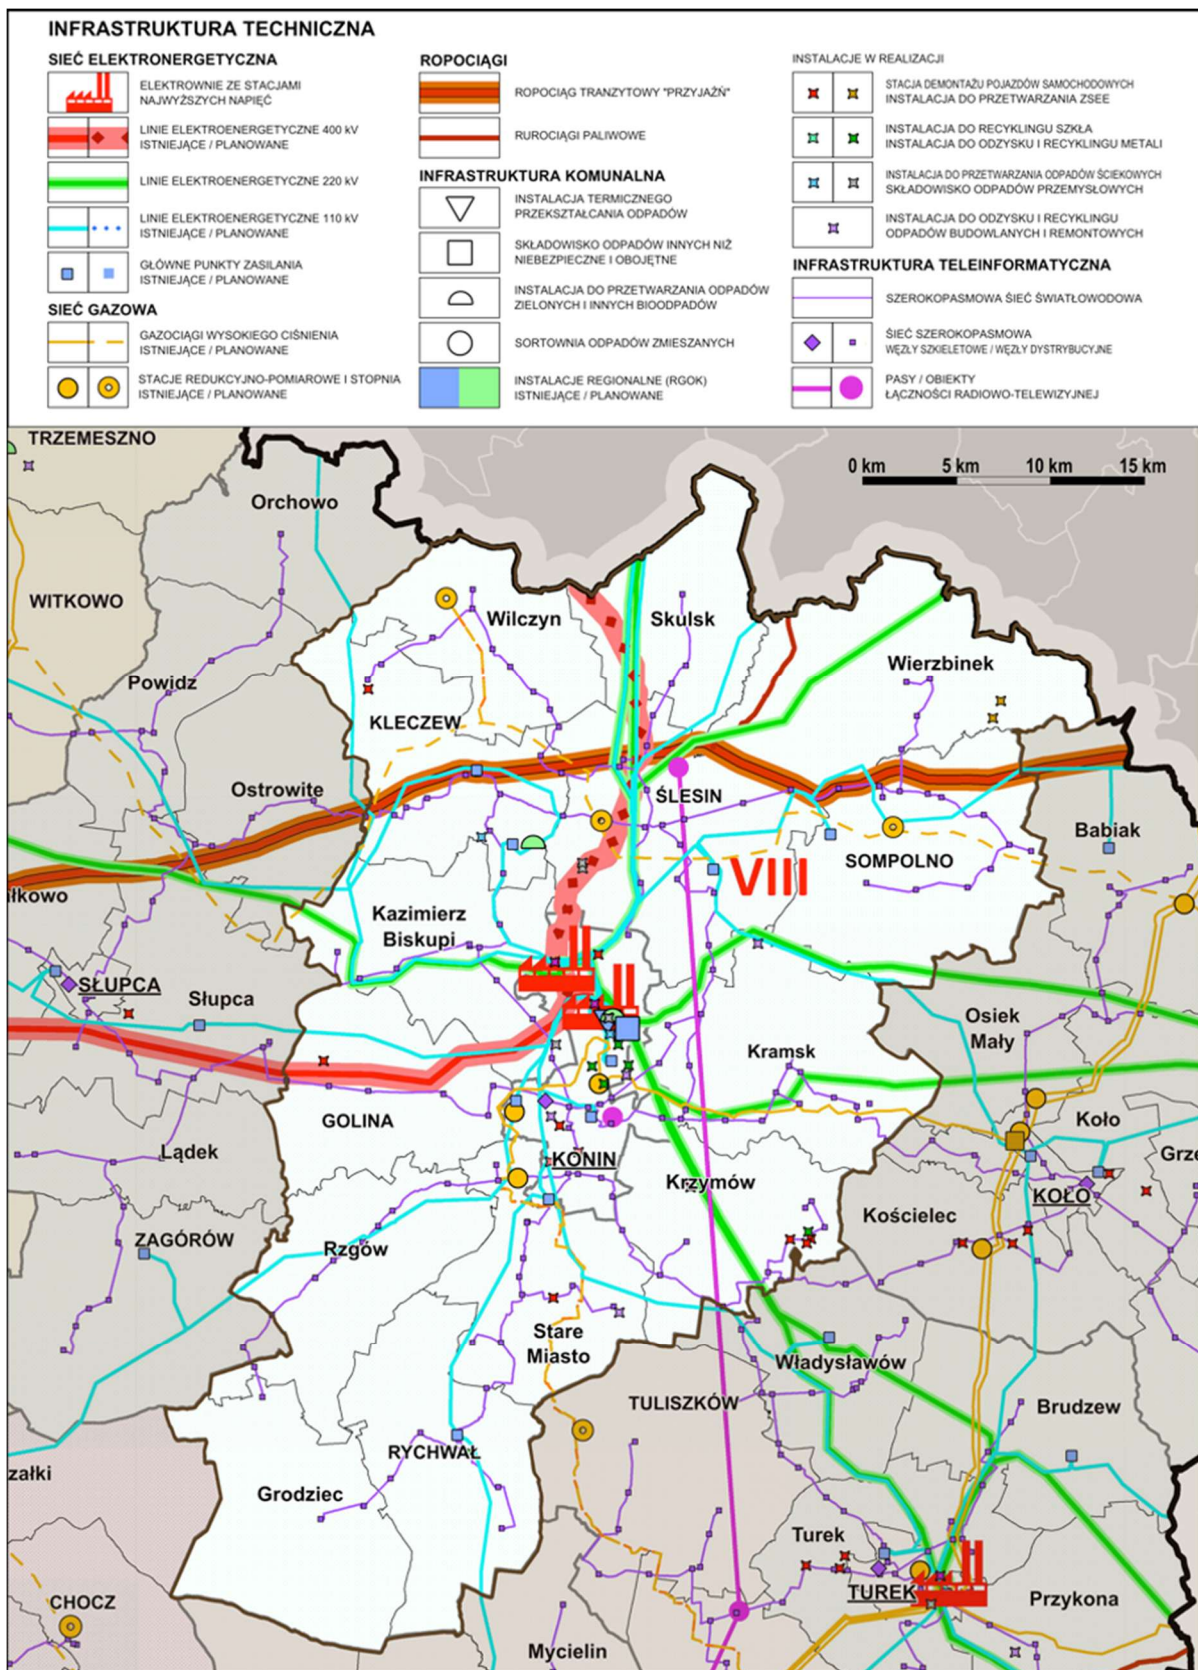 INFRASTRUKTURA TECHNICZNA
SIEĆ ELEKTRONERGETYCZNA
ELEKTROWNIE ZE STACJAMI
NAJWYŻSZYCH NAPIĘĆ
LINIE ELEKTROENERGETYCZNE 400 kV
ISTNIEJĄCE / PLANOWANE
LINIE ELEKTROENERGETYCZNE 220 kV
LINIE ELEKTROENERGETYCZNE 110 kV
ISTNIEJĄCE / PLANOWANE
GŁÓWNE PUNKTY ZASILANIA
ISTNIEJĄCE / PLANOWANE
SIEĆ GAZOWA
GAZOCIĄGI WYSOKIEGO CIŚNIENIA
ISTNIEJĄCE / PLANOWANE
STACJE REDUKCYJNO-POMIAROWE I STOPNIA
ISTNIEJĄCE / PLANOWANE
ROPOCIĄGI
ROPOCIĄG TRANZYTOWY "PRZYJAŹŃ"
RUROCIĄGI PALIWOWE
INFRASTRUKTURA KOMUNALNA
INSTALACJA TERMICZNEGO
PRZEKSZTAŁCANIA ODPADÓW
SKŁADOWISKO ODPADÓW INNYCH NIŻ
NIEBEZPIECZNE I OBOJĘTNE
INSTALACJA DO PRZETWARZANIA ODPADÓW
ZIELONYCH I INNYCH BIOODPADÓW
SORTOWNIA ODPADÓW ZMIESZANYCH
INSTALACJE REGIONALNE (RGOK)
ISTNIEJĄCE / PLANOWANE
INSTALACJE W REALIZACJI
STACJA DEMONTAŻU POJAZDÓW SAMOCHODOWYCH
INSTALACJA DO PRZETWARZANIA ZSEE
INSTALACJA DO RECYKLINGU SZKŁA
INSTALACJA DO ODZYSKU I RECYKLINGU METALI
INSTALACJA DO PRZETWARZANIA ODPADÓW ŚCIEKOWYCH
SKŁADOWISKO ODPADÓW PRZEMYSŁOWYCH
INSTALACJA DO ODZYSKU I RECYKLINGU
ODPADÓW BUDOWLANYCH I REMONTOWYCH
INFRASTRUKTURA TELEINFORMATYCZNA
SZEROKOPASMOWA SIEĆ ŚWIATŁOWODOWA
SIEĆ SZEROKOPASMOWA
WĘZŁY SZKIELETOWE / WĘZŁY DYSTRYBUCYJNE
PASY / OBIEKTY
ŁĄCZNOŚCI RADIOWO-TELEWIZYJNEJ
TRZEMESZNO
0 km 5 km 10 km 15 km
Orchowo
WITKOWO
Wilczyn
Skulsk
Wierzbinek
Powidz
KLECZEW
Ostrowite
ŚLESIN
Babiak
SOMPOLNO
VIII
ałkowo
Kazimierz
Biskupi
SŁUPCA
Słupca
Osiek
Mały
Kramsk
GOLINA
Koło
Lądek
KONIN
Grze
Krzymów
KOŁO
Kościelec
ZAGÓRÓW
Rzgów
Stare
Miasto
Władysławów
TULISZKÓW
Brudzew
RYCHWAŁ
załki
Grodziec
Turek
TUREK
CHOCZ
Przykona
Mycielin